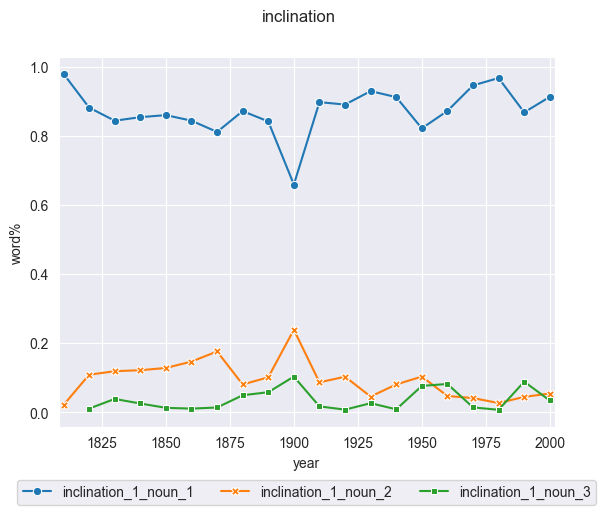 inclination
1.0
0.8
0.6
0.4
0.2
0.0
word%
1825 1850 1875 1900 1925 1950 1975 2000
year
inclination_1_noun_1 inclination_1_noun_2 inclination_1_noun_3